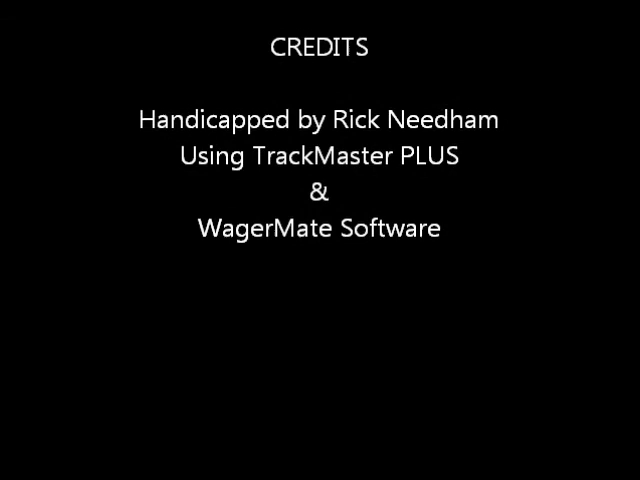 CREDITS
Handicapped by Rick Needham
Using TrackMaster PLUS
&
WagerMate Software